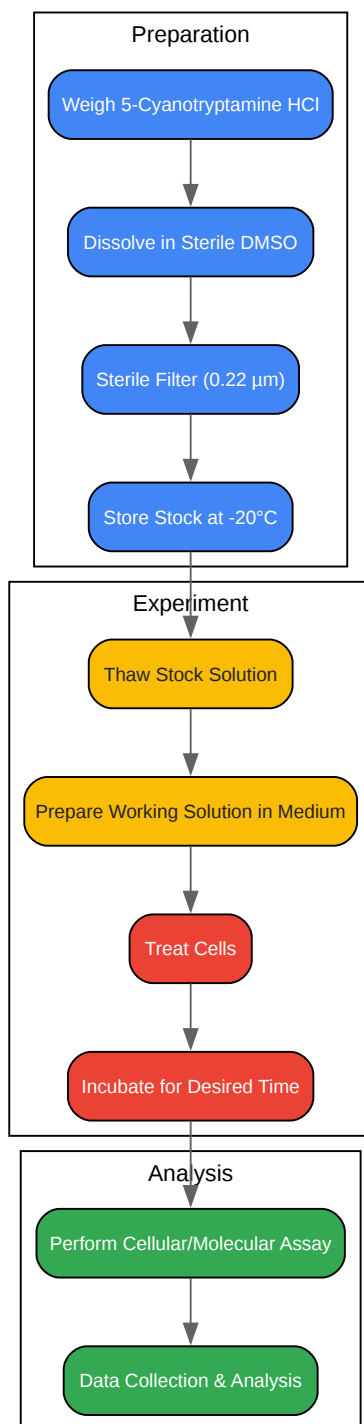 Preparation
Weigh 5-Cyanotryptamine HCl
Dissolve in Sterile DMSO
Sterile Filter (0.22 µm)
Store Stock at -20°C
Experiment
Thaw Stock Solution
Prepare Working Solution in Medium
Treat Cells
Incubate for Desired Time
Analysis
Perform Cellular/Molecular Assay
Data Collection & Analysis